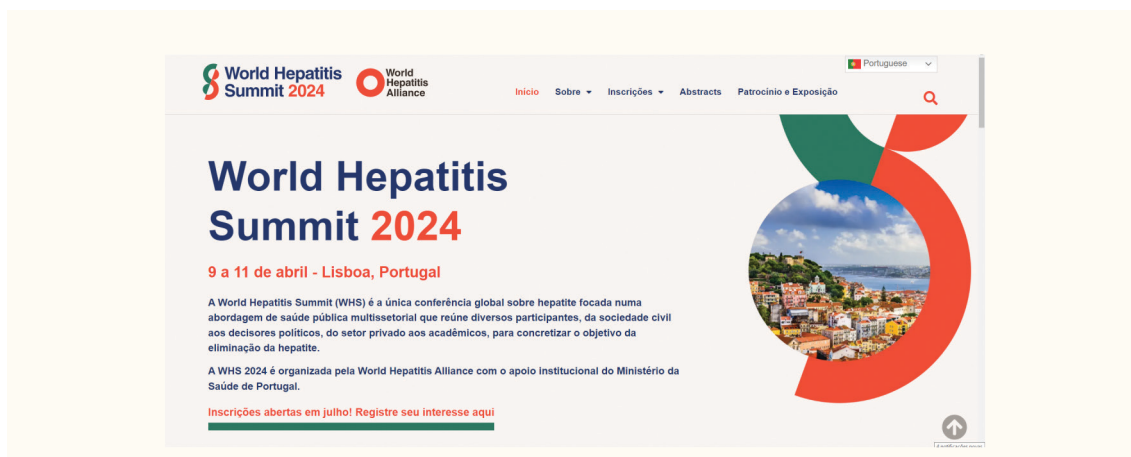 World Hepatitis
Summit 2024
World
Hepatitis
Alliance
Portuguese
Início Sobre Inscrições Abstracts Patrocinio e Exposição
World Hepatitis
Summit 2024
9 a 11 de abril - Lisboa, Portugal
A World Hepatitis Summit (WHS) é a única conferência global sobre hepatite focada numa
abordagem de saúde pública multissetorial que reúne diversos participantes, da sociedade civil
aos decisores políticos, do setor privado aos acadêmicos, para concretizar o objetivo da
eliminação da hepatite.
A WHS 2024 é organizada pela World Hepatitis Alliance com o apoio institucional do Ministério da
Saúde de Portugal.
Inscrições abertas em julho! Registre seu interesse aqui